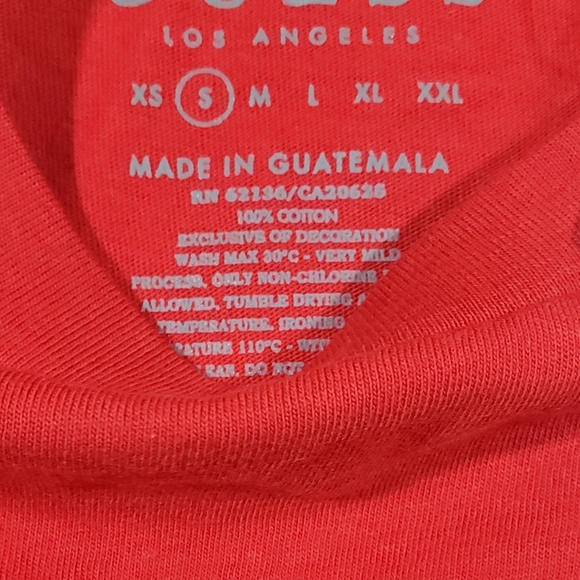 LOS ANGELES
XS S M L XL XXL
MADE IN GUATEMALA
RN 62136/CA20635
100% COTTON
EXCLUSIVE OF DECORATION
WASH MAX 30°C - VERY MILD
PROCESS, ONLY NON-CHLORINE
ALLOWED, TUMBLE DRYING
TEMPERATURE, IRONING
110°C -
DO NOT